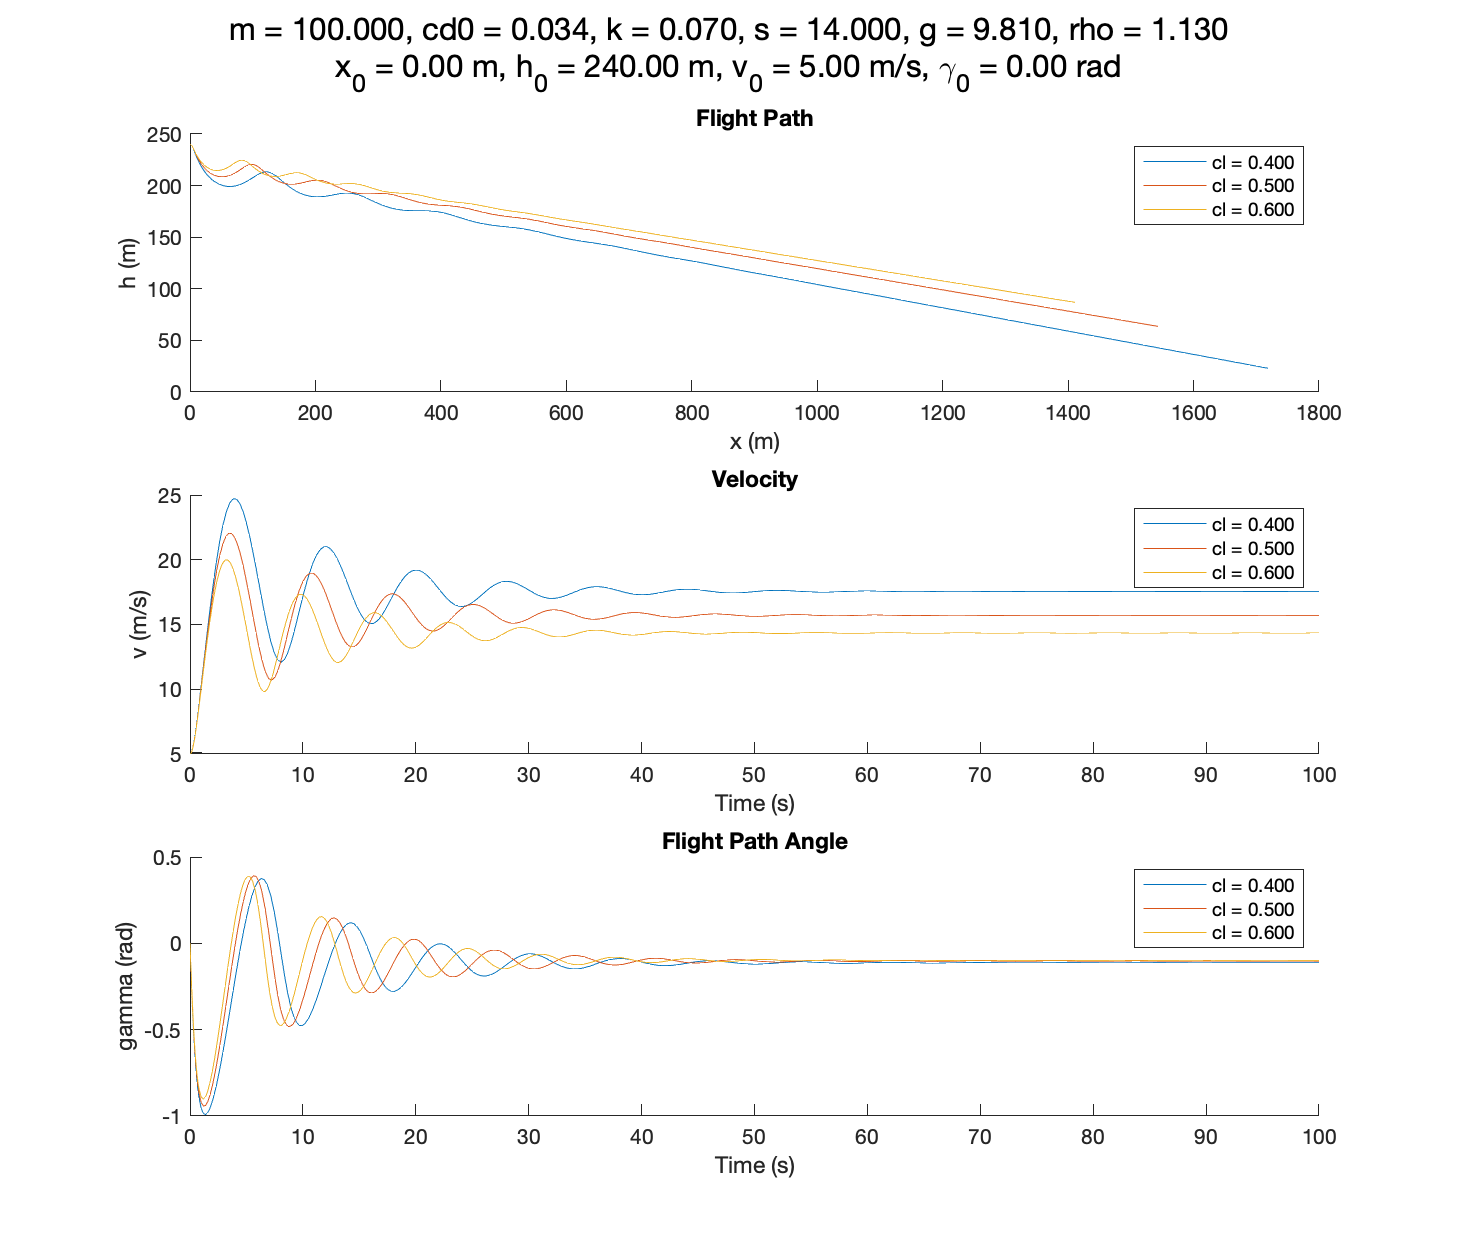 m = 100.000, cd0 = 0.034, k = 0.070, s = 14.000, g = 9.810, rho = 1.130
x0 = 0.00 m, h0 = 240.00 m, v0 = 5.00 m/s, γ0 = 0.00 rad
Flight Path
250
200
150
100
50
0
h (m)
cl = 0.400
cl = 0.500
cl = 0.600
0 200 400 600 800 1000 1200 1400 1600 1800
x (m)
Velocity
25
20
15
10
5
v (m/s)
cl = 0.400
cl = 0.500
cl = 0.600
0 10 20 30 40 50 60 70 80 90 100
Time (s)
Flight Path Angle
0.5
0
-0.5
-1
gamma (rad)
cl = 0.400
cl = 0.500
cl = 0.600
0 10 20 30 40 50 60 70 80 90 100
Time (s)